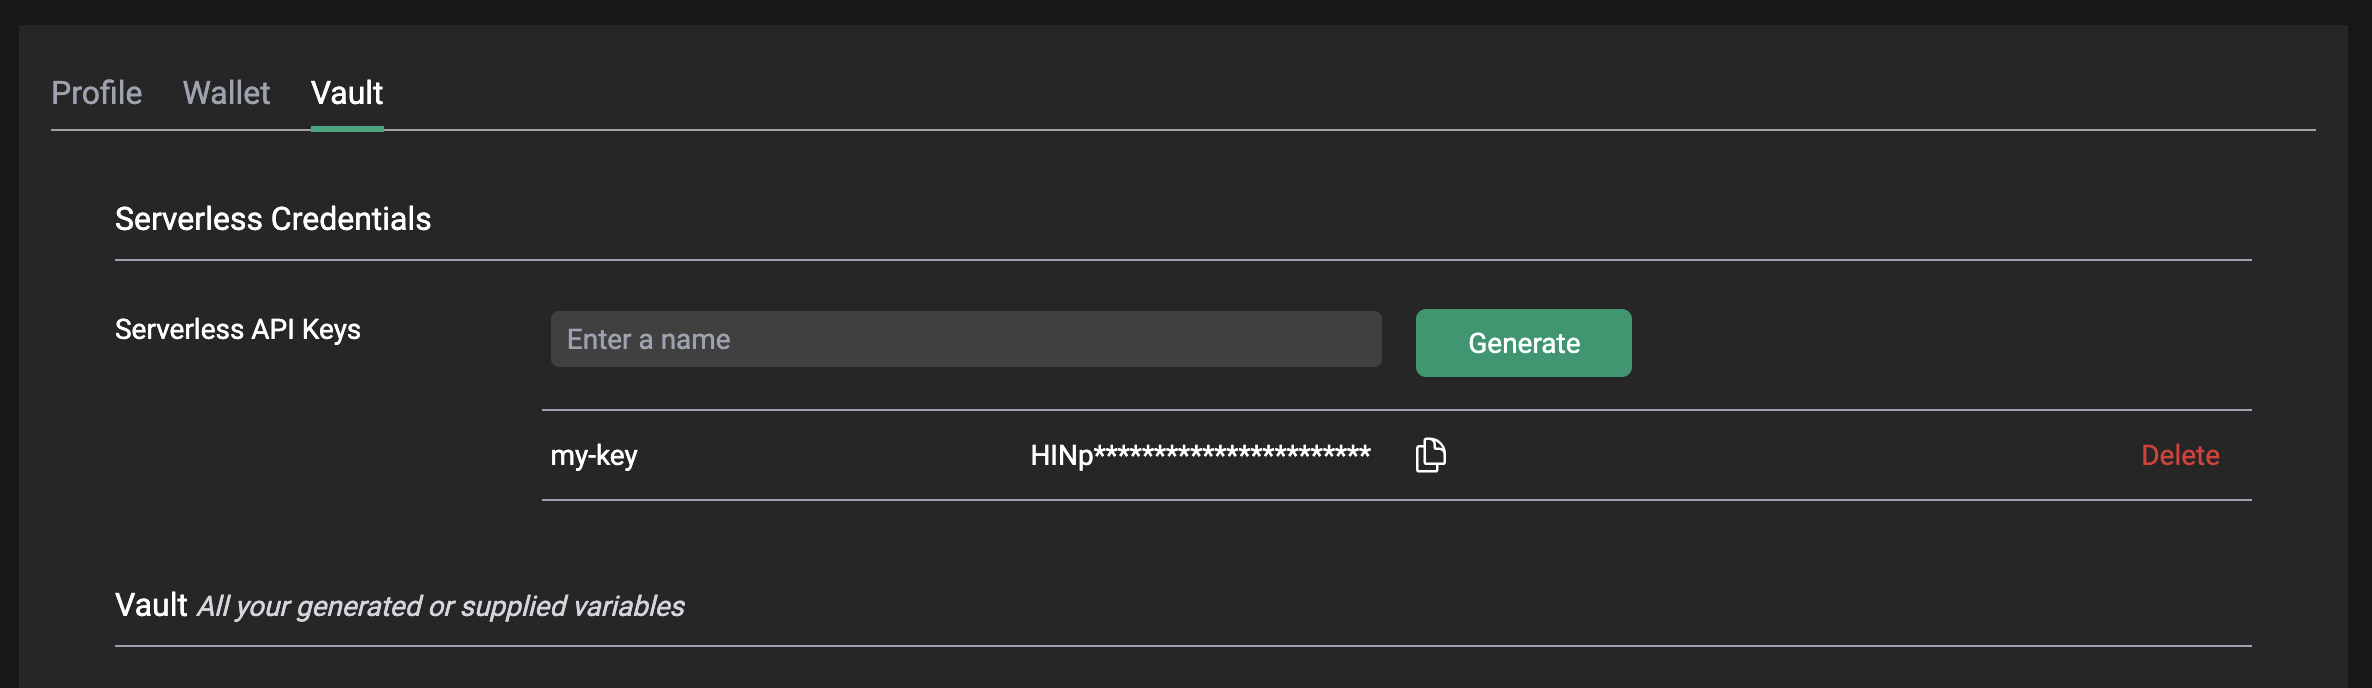 Profile Wallet Vault
Serverless Credentials
Serverless API Keys Enter a name Generate
my-key HINp*********************** Delete
Vault All your generated or supplied variables